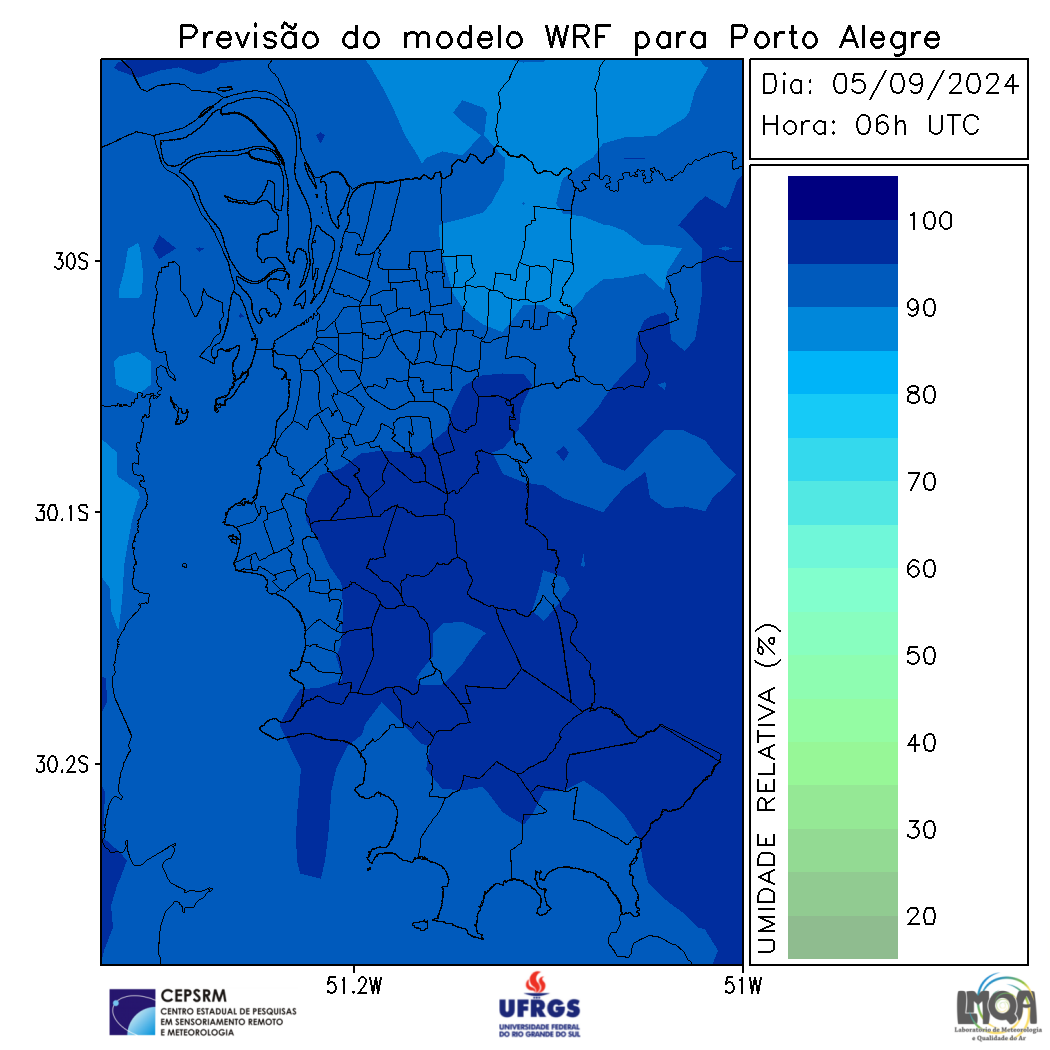 Previsão do modelo WRF para Porto Alegre
Dia: 05/09/2024
Hora: 06h UTC
30S
30.1S
30.2S
51.2W
51W
100
90
80
70
60
50
40
30
20
UMIDADE RELATIVA (%)
CEPSRM
CENTRO ESTADUAL DE PESQUISAS
EM SENSORIAMENTO REMOTO
E METEOROLOGIA
UFRGS
UNIVERSIDADE FEDERAL
DO RIO GRANDE DO SUL
LMQA
Laboratório de Meteorologia
e Qualidade do Ar